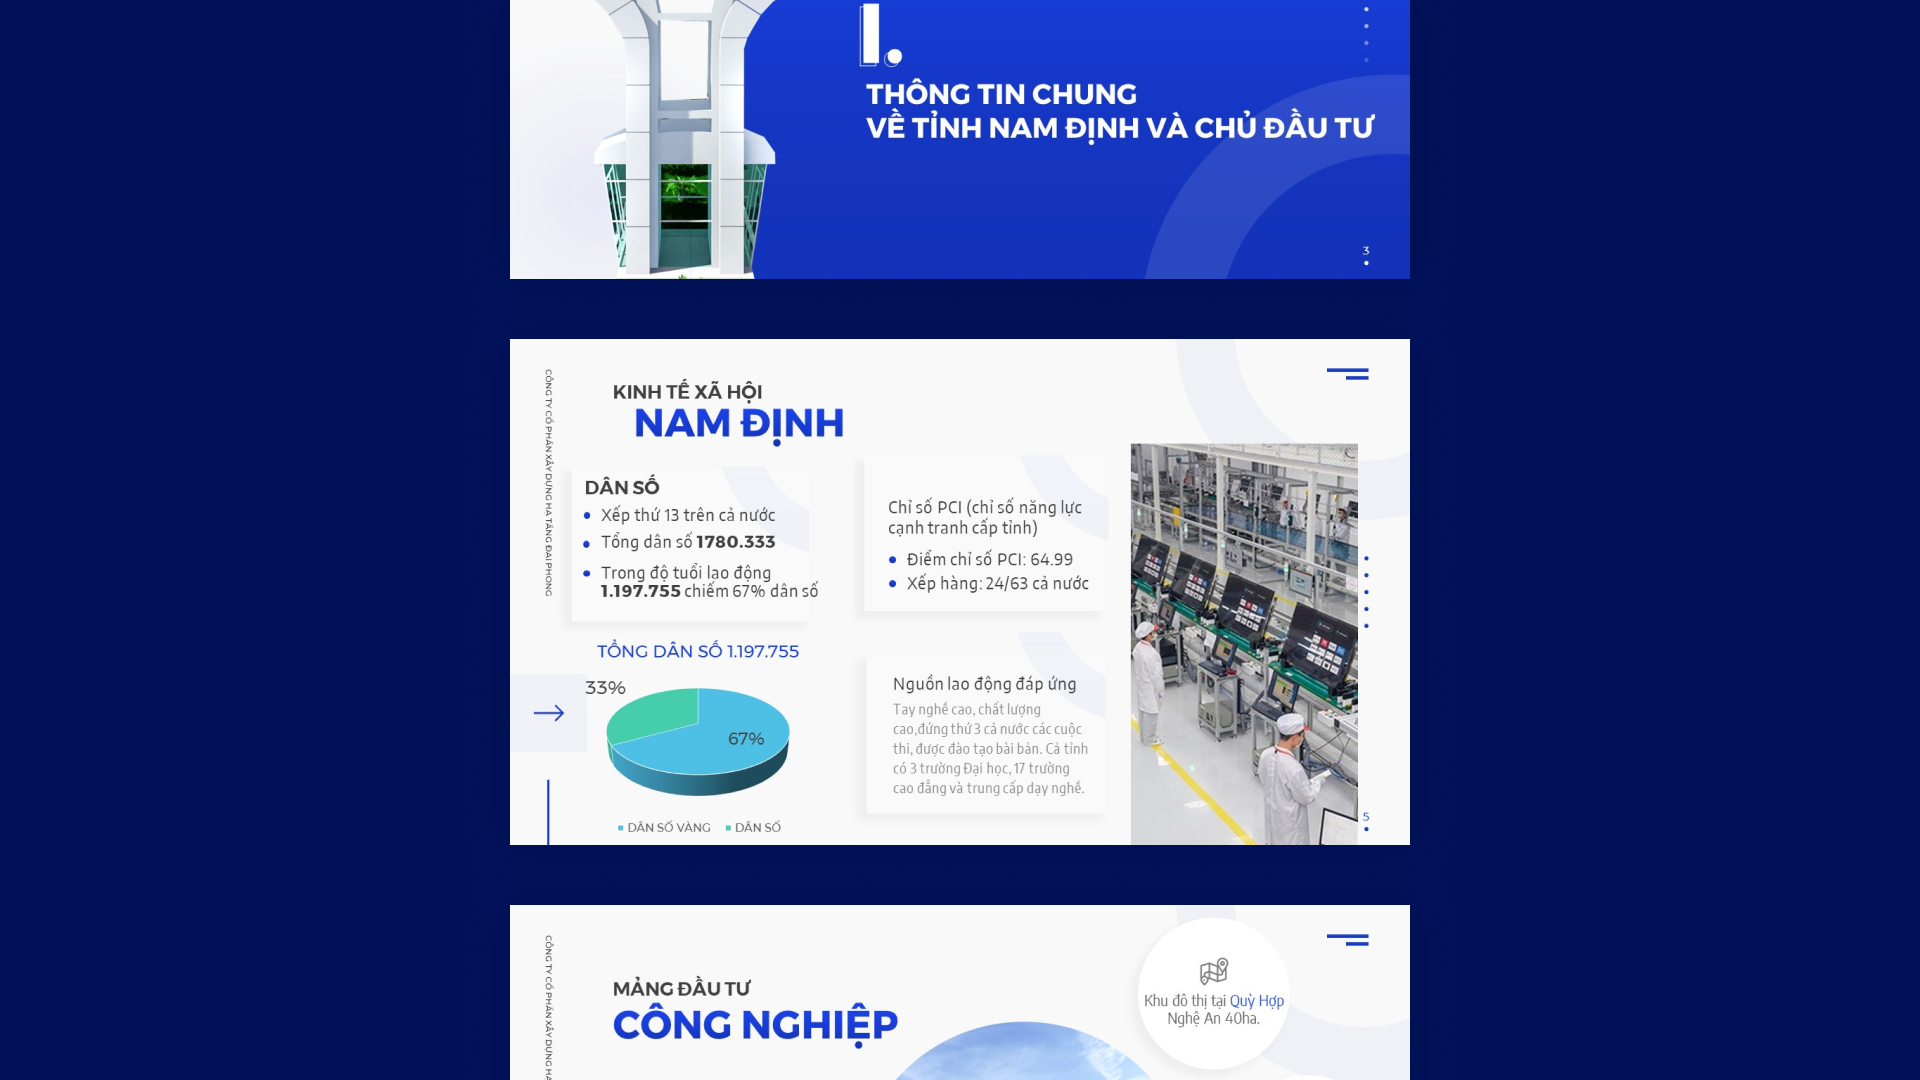 I.
THÔNG TIN CHUNG
VỀ TỈNH NAM ĐỊNH VÀ CHỦ ĐẦU TƯ
3
CÔNG TY CỔ PHẦN XÂY DỰNG HẠ TẦNG ĐẠI PHONG
KINH TẾ XÃ HỘI
NAM ĐỊNH
DÂN SỐ
Xếp thứ 13 trên cả nước
Tổng dân số 1780.333
Trong độ tuổi lao động
1.197.755 chiếm 67% dân số
TỔNG DÂN SỐ 1.197.755
33%
67%
DÂN SỐ VÀNG DÂN SỐ
Chỉ số PCI (chỉ số năng lực
cạnh tranh cấp tỉnh)
Điểm chỉ số PCI: 64.99
Xếp hàng: 24/63 cả nước
Nguồn lao động đáp ứng
Tay nghề cao, chất lượng
cao,đứng thứ 3 cả nước các cuộc
thi, được đào tạo bài bản. Cả tỉnh
có 3 trường Đại học, 17 trường
cao đẳng và trung cấp dạy nghề.
5
CÔNG TY CỔ PHẦN XÂY DỰNG HẠ
MẢNG ĐẦU TƯ
CÔNG NGHIỆP
Khu đô thị tại Quỳ Hợp
Nghệ An 40ha.